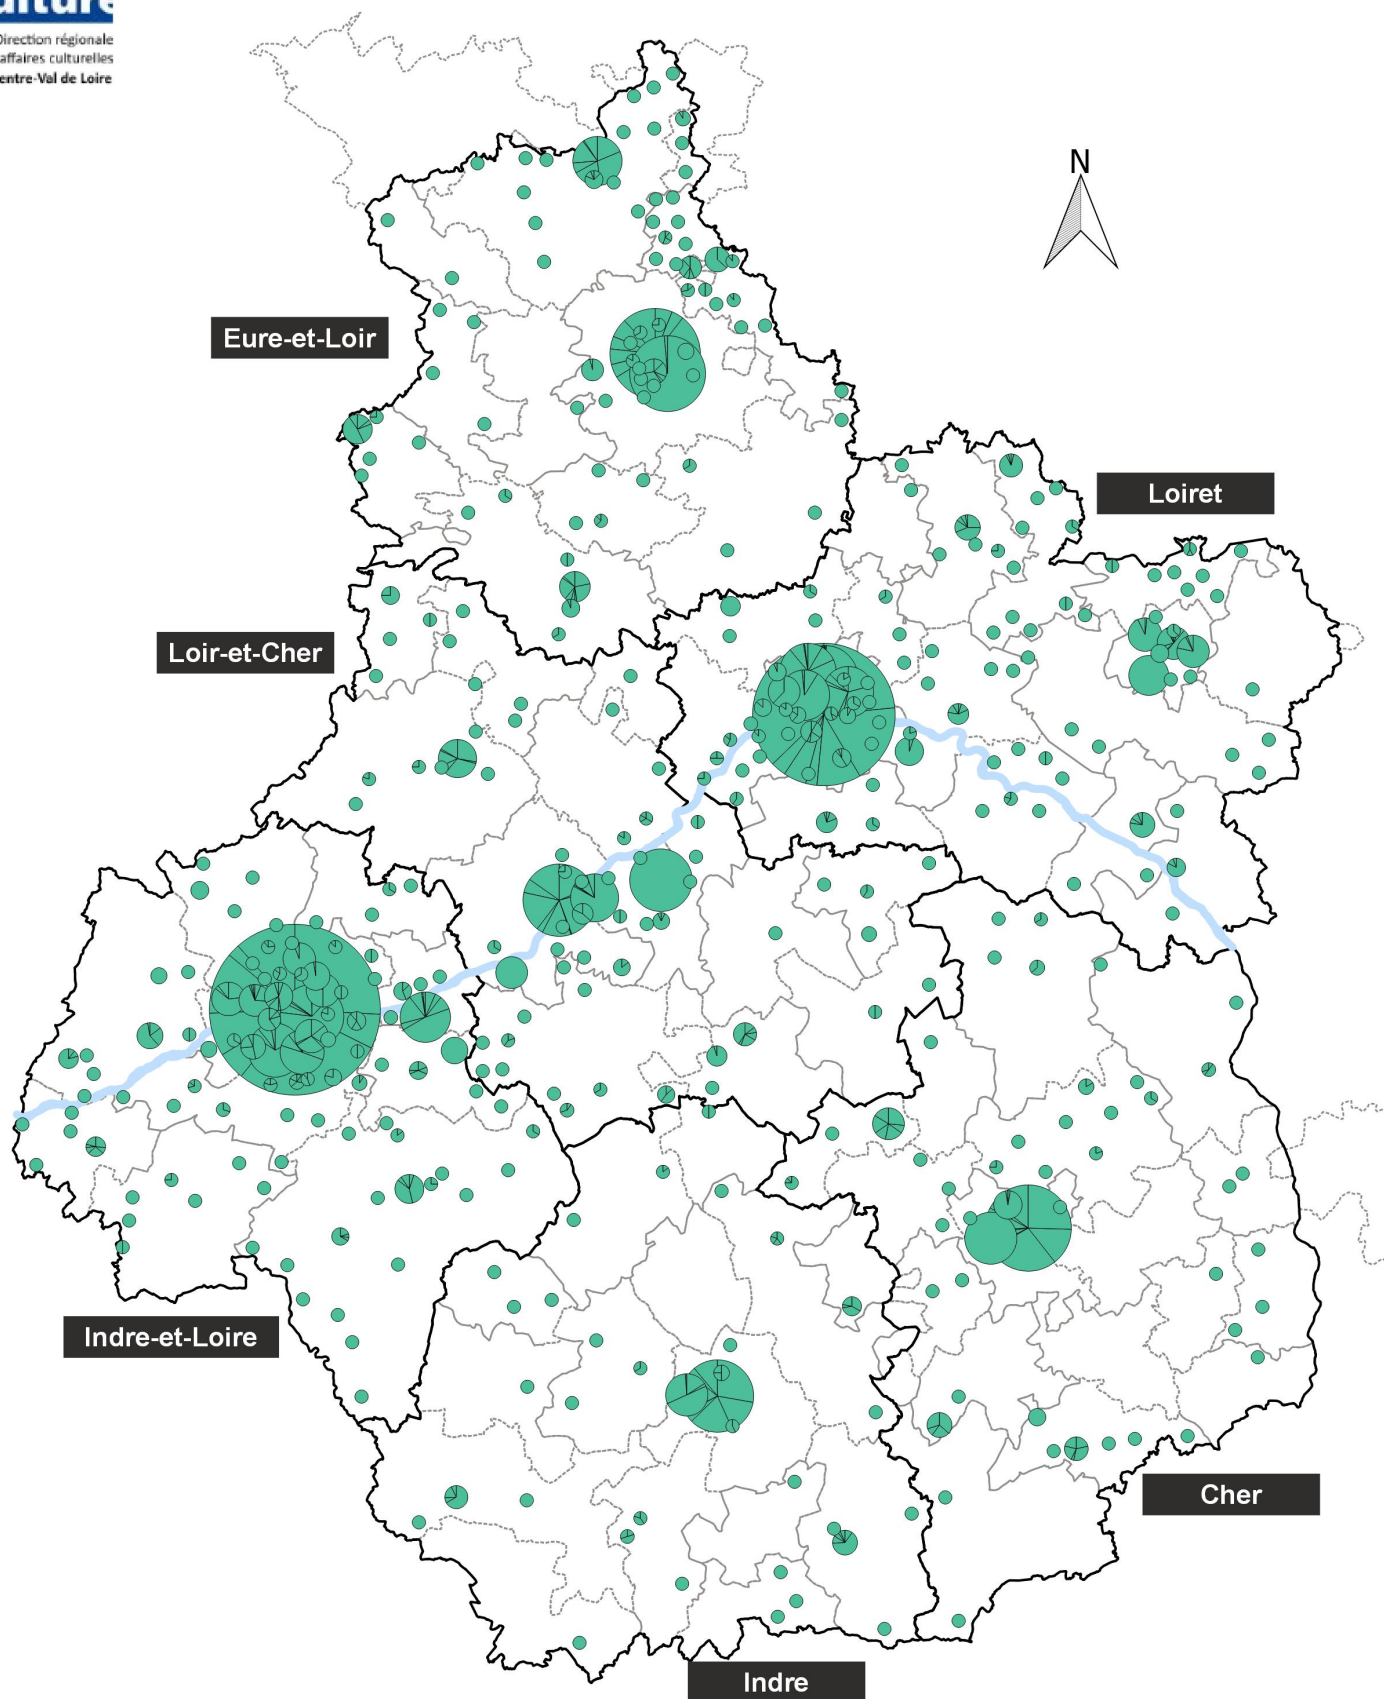 Direction régionale
affaires culturelles
entre-Val de Loire
N
Eure-et-Loir
Loiret
Loir-et-Cher
Indre-et-Loire
Cher
Indre